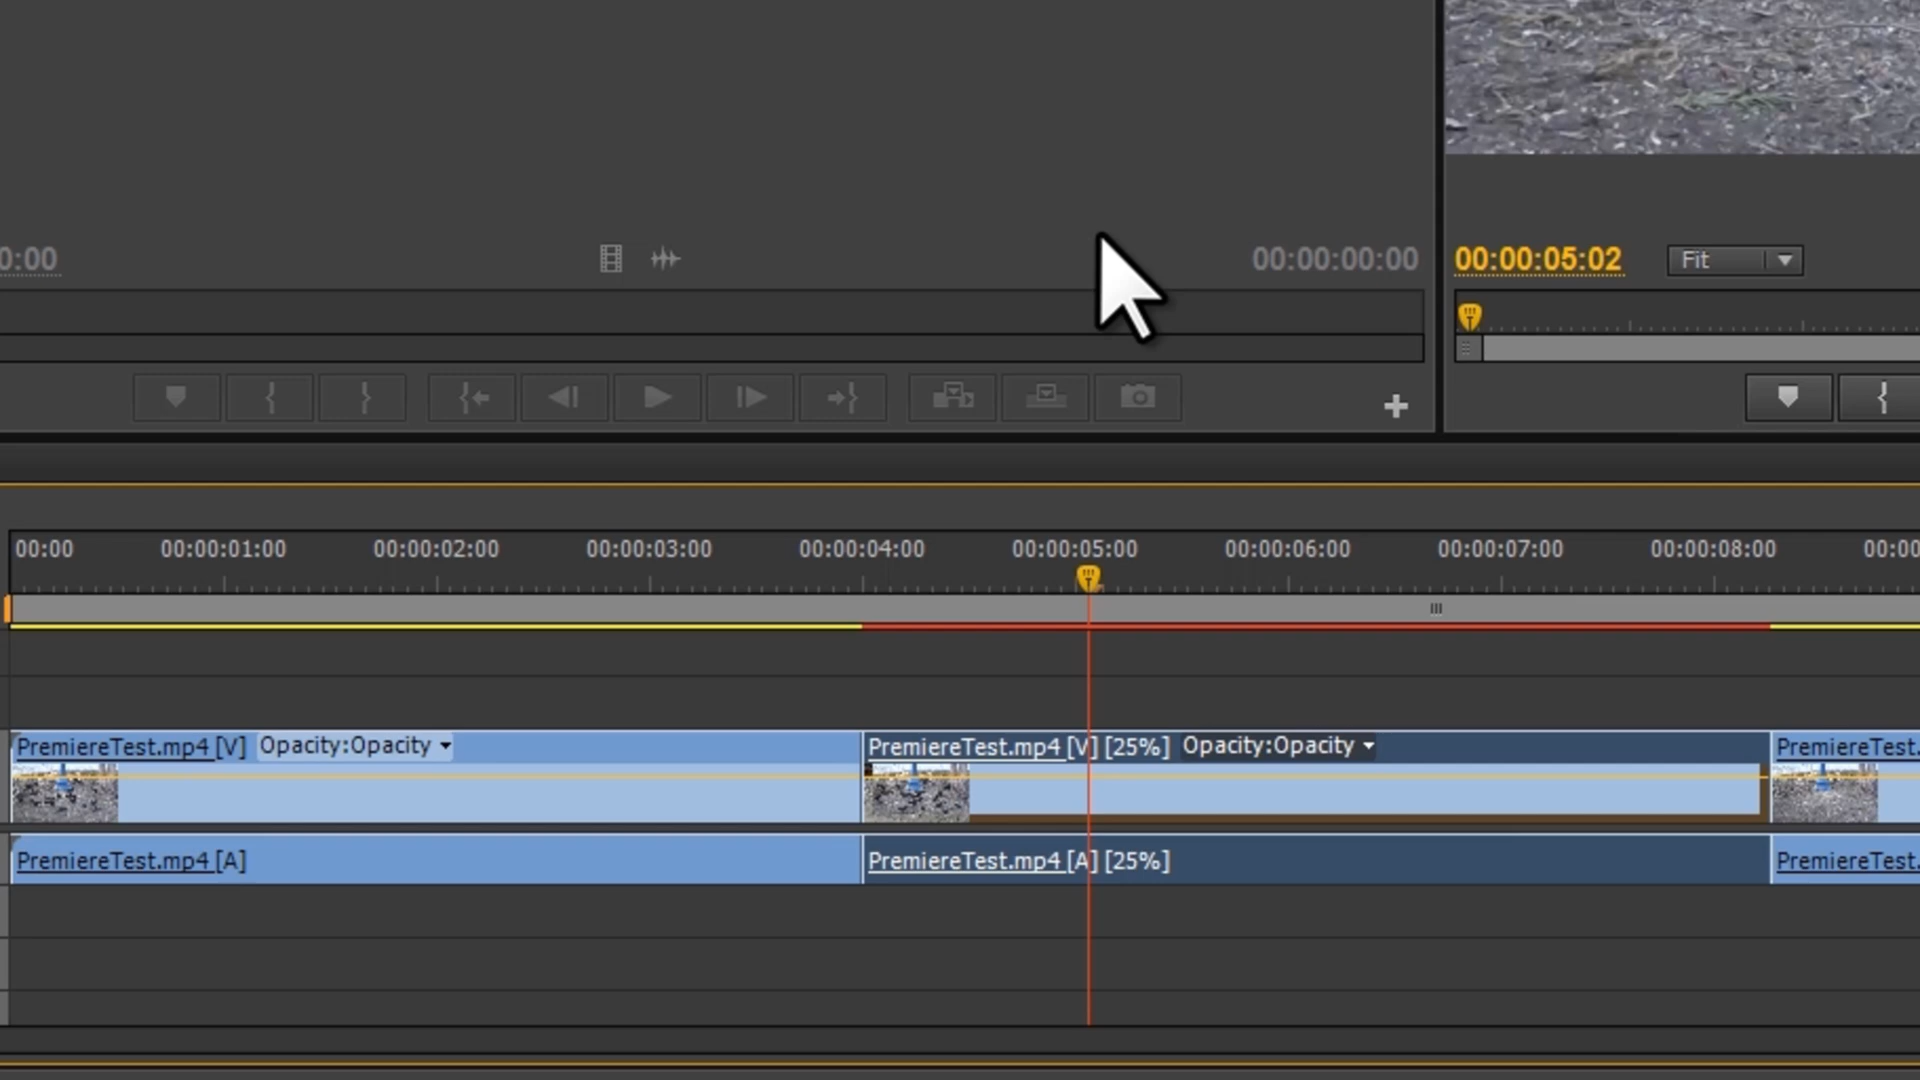 0:00
00:00:00:00
00:00:05:02
Fit
00:00
00:00:01:00
00:00:02:00
00:00:03:00
00:00:04:00
00:00:05:00
00:00:06:00
00:00:07:00
00:00:08:00
00:00
PremiereTest.mp4 [V] Opacity:Opacity
PremiereTest.mp4 [V] [25%] Opacity:Opacity
PremiereTest.
PremiereTest.mp4 [A]
PremiereTest.mp4 [A] [25%]
PremiereTest.